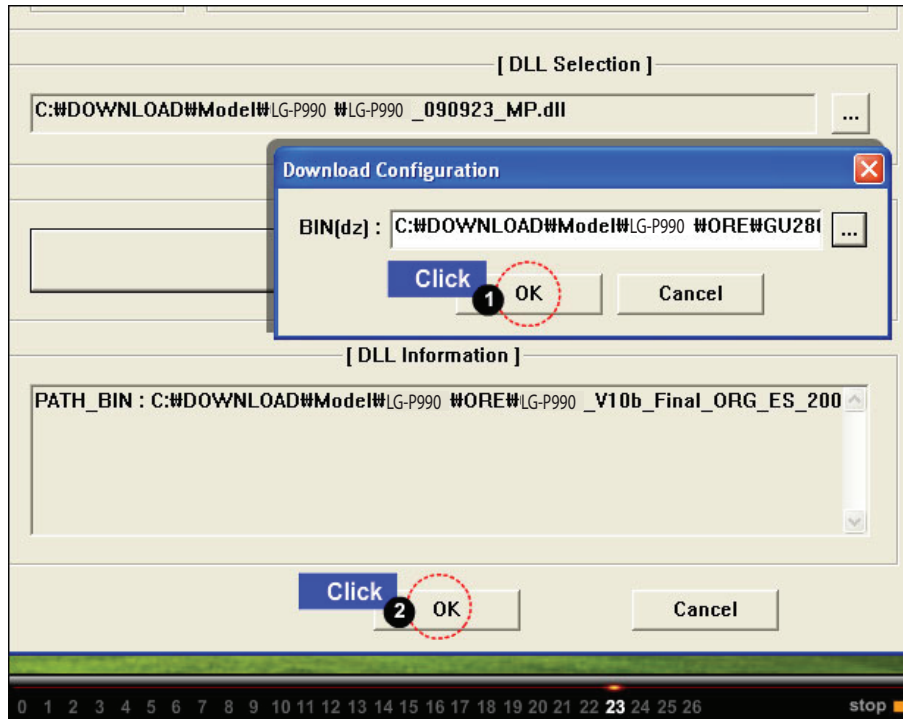 [ DLL Selection ]
C:₩DOWNLOAD₩Model₩LG-P990 ₩LG-P990 _090923_MP.dll ...
Download Configuration
BIN(dz) : C:₩DOWNLOAD₩Model₩LG-P990 ₩ORE₩GU28( ...
Click
1 OK Cancel
[ DLL Information ]
PATH_BIN : C:₩DOWNLOAD₩Model₩LG-P990 ₩ORE₩LG-P990 _V10b_Final_ORG_ES_200
Click
2 OK Cancel
0 1 2 3 4 5 6 7 8 9 10 11 12 13 14 15 16 17 18 19 20 21 22 23 24 25 26 stop